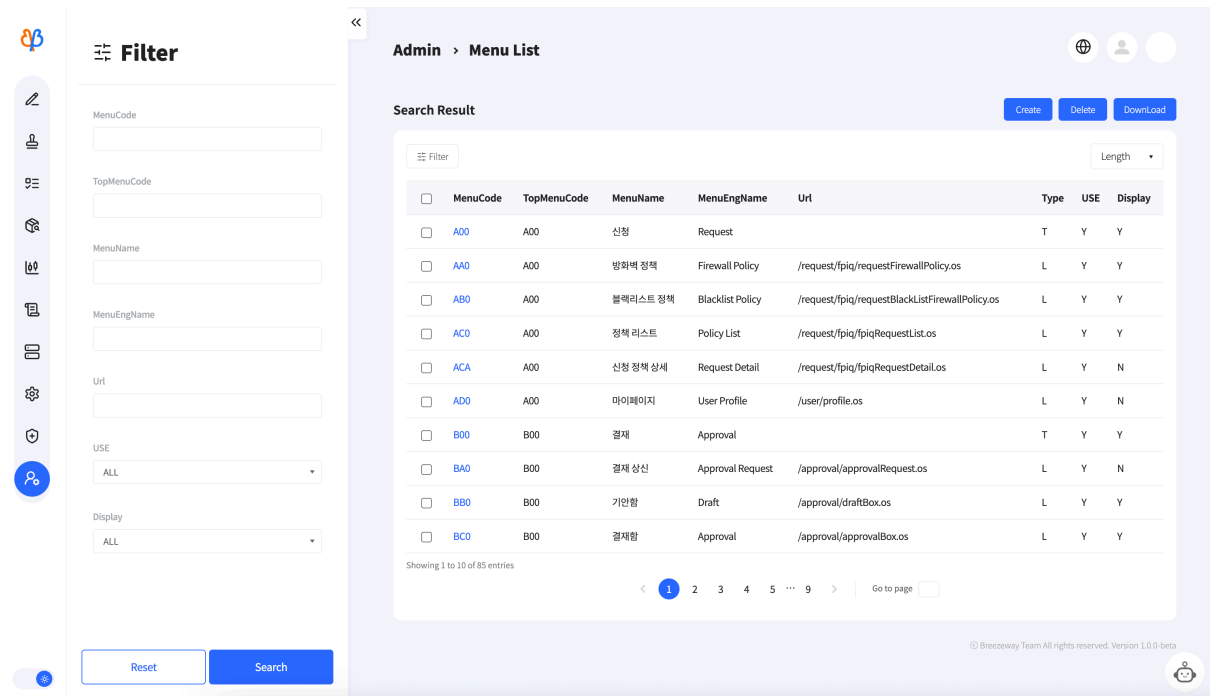 Filter
MenuCode
TopMenuCode
MenuName
MenuEngName
Url
USE
ALL
Display
ALL
Reset Search
Admin › Menu List
Search Result
Create Delete DownLoad
Filter Length
MenuCode TopMenuCode MenuName MenuEngName Url Type USE Display
A00 A00 신청 Request T Y Y
AA0 A00 방화벽 정책 Firewall Policy /request/fpiq/requestFirewallPolicy.os L Y Y
AB0 A00 블랙리스트 정책 Blacklist Policy /request/fpiq/requestBlackListFirewallPolicy.os L Y Y
AC0 A00 정책 리스트 Policy List /request/fpiq/fpiqRequestList.os L Y Y
ACA A00 신청 정책 상세 Request Detail /request/fpiq/fpiqRequestDetail.os L Y N
AD0 A00 마이페이지 User Profile /user/profile.os L Y N
B00 B00 결재 Approval T Y Y
BA0 B00 결재 상신 Approval Request /approval/approvalRequest.os L Y N
BB0 B00 기안함 Draft /approval/draftBox.os L Y Y
BC0 B00 결재함 Approval /approval/approvalBox.os L Y Y
Showing 1 to 10 of 85 entries
‹ 1 2 3 4 5 ··· 9 › Go to page
ⓒ Breezeway Team All rights reserved. Version 1.0.0-beta